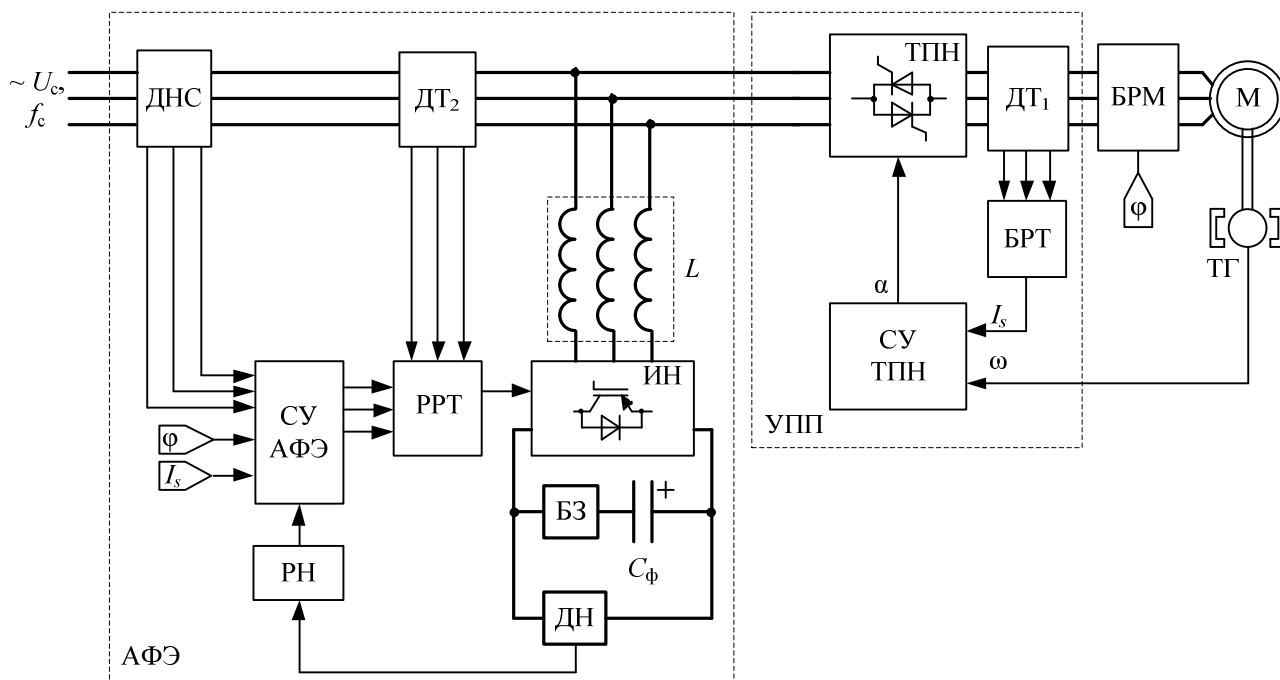 ~ Uс,
fс
ДНС
ДТ₂
ТПН
ДТ₁
БРМ
М
φ
БРТ
ТГ
L
α
Iₛ
ω
СУ
ТПН
УПП
ИН
СУ
АФЭ
РРТ
φ
Iₛ
БЗ
+
Cф
РН
ДН
АФЭ